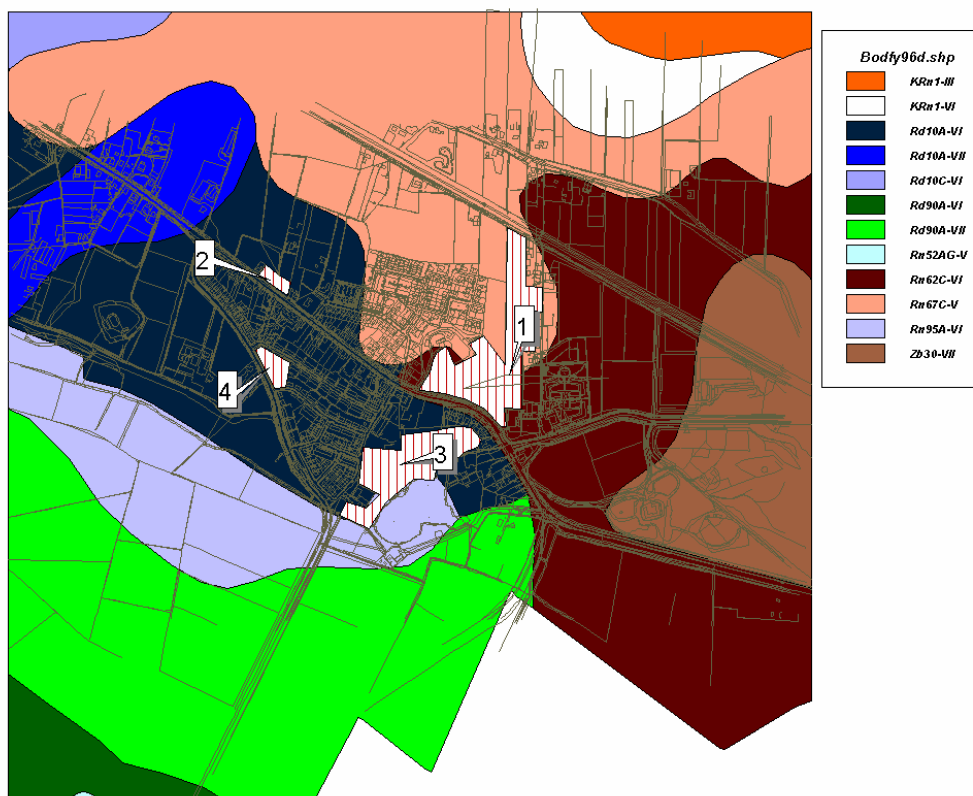 Bodfy96d.shp
KRn1-III
KRn1-VI
Rd10A-VI
Rd10A-VII
Rd10C-VI
Rd90A-VI
Rd90A-VII
Rn52AG-V
Rn62C-VI
Rn67C-V
Rn95A-VI
Zb30-VII
2
1
4
3